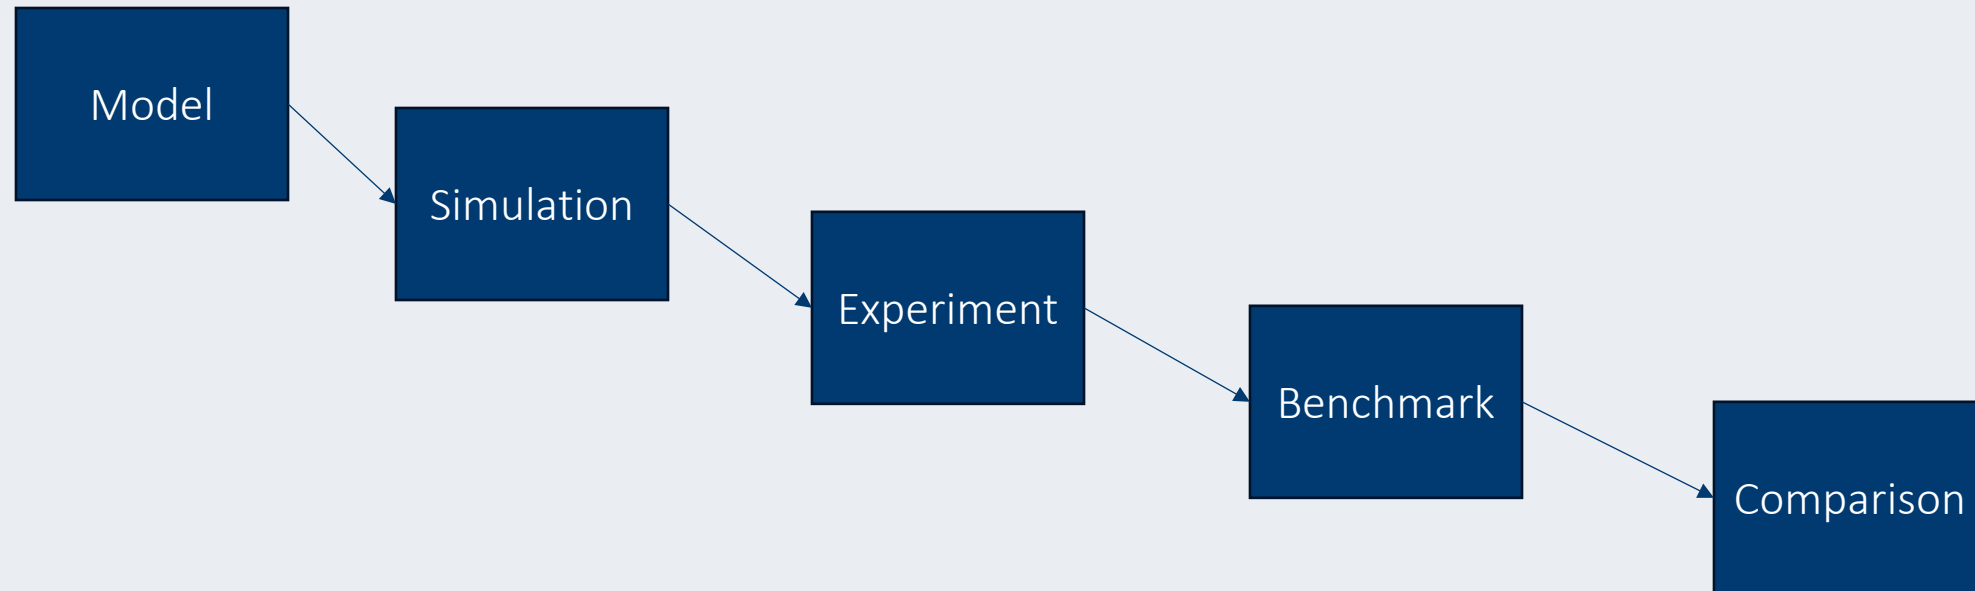 Model
Simulation
Experiment
Benchmark
Comparison